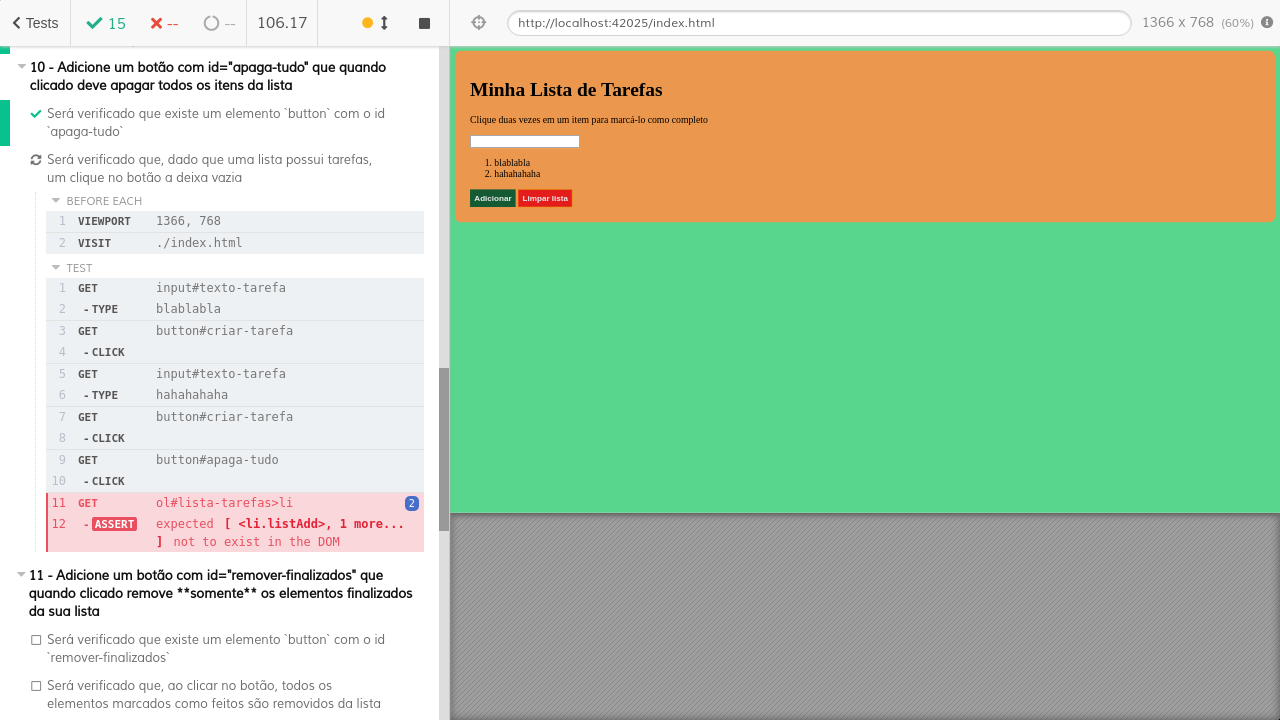 Tests
15
--
--
106.17
http://localhost:42025/index.html
1366 x 768 (60%)
10 - Adicione um botão com id="apaga-tudo" que quando
clicado deve apagar todos os itens da lista
Será verificado que existe um elemento `button` com o id
`apaga-tudo`
Será verificado que, dado que uma lista possui tarefas,
um clique no botão a deixa vazia
BEFORE EACH
1 VIEWPORT 1366, 768
2 VISIT ./index.html
TEST
1 GET input#texto-tarefa
2 -TYPE blablabla
3 GET button#criar-tarefa
4 -CLICK
5 GET input#texto-tarefa
6 -TYPE hahahahaha
7 GET button#criar-tarefa
8 -CLICK
9 GET button#apaga-tudo
10 -CLICK
11 GET ol#lista-tarefas>li 2
12 -ASSERT expected [ <li.listAdd>, 1 more...
] not to exist in the DOM
11 - Adicione um botão com id="remover-finalizados" que
quando clicado remove **somente** os elementos finalizados
da sua lista
Será verificado que existe um elemento `button` com o id
`remover-finalizados`
Será verificado que, ao clicar no botão, todos os
elementos marcados como feitos são removidos da lista
Minha Lista de Tarefas
Clique duas vezes em um item para marcá-lo como completo
1. blablabla
2. hahahahaha
Adicionar Limpar lista